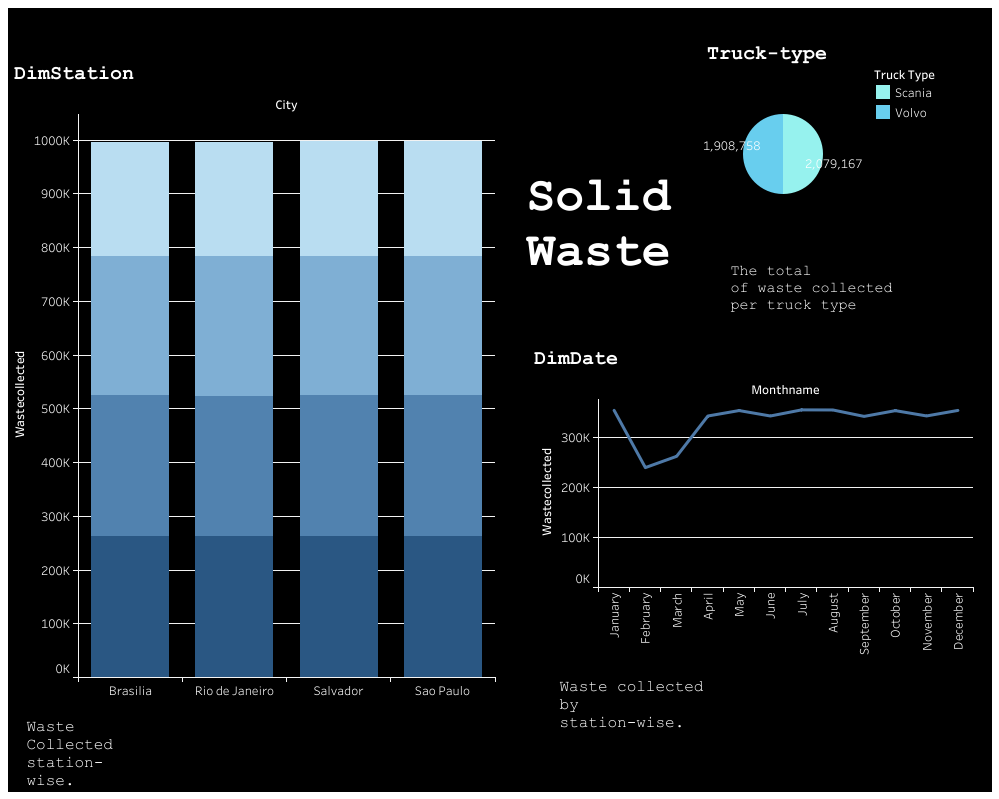 DimStation
City
Wastecollected
1000K
900K
800K
700K
600K
500K
400K
300K
200K
100K
0K
Brasilia
Rio de Janeiro
Salvador
Sao Paulo
Waste
Collected
station-
wise.
Solid
Waste
Truck-type
Truck Type
Scania
Volvo
1,908,758
2,079,167
The total
of waste collected
per truck type
DimDate
Monthname
Wastecollected
300K
200K
100K
0K
January
February
March
April
May
June
July
August
September
October
November
December
Waste collected
by
station-wise.